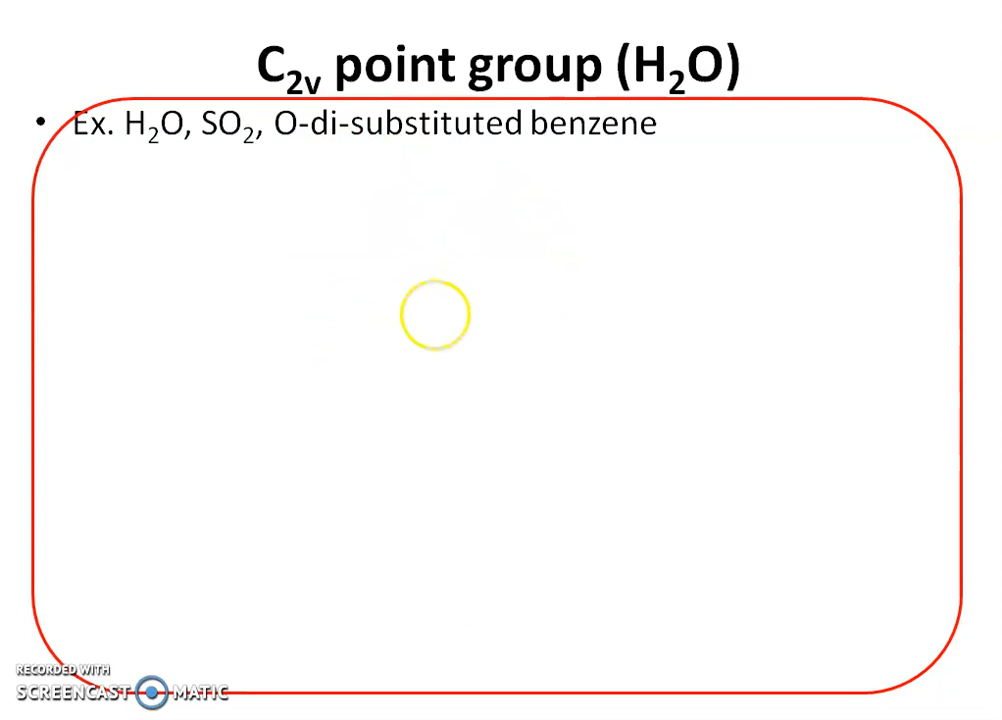 C₂ᵥ point group (H₂O)
• Ex. H₂O, SO₂, O-di-substituted benzene
RECORDED WITH
SCREENCAST MATIC